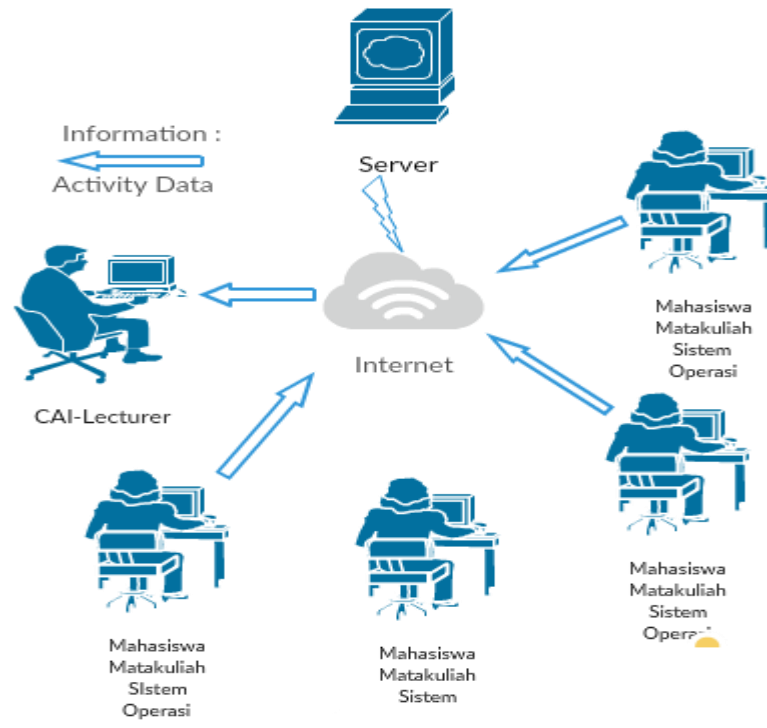 Information :
Activity Data
Server
Internet
CAI-Lecturer
Mahasiswa
Matakuliah
Sistem
Operasi
Mahasiswa
Matakuliah
Sistem
Mahasiswa
Matakuliah
SIstem
Operasi
Mahasiswa
Matakuliah
Sistem